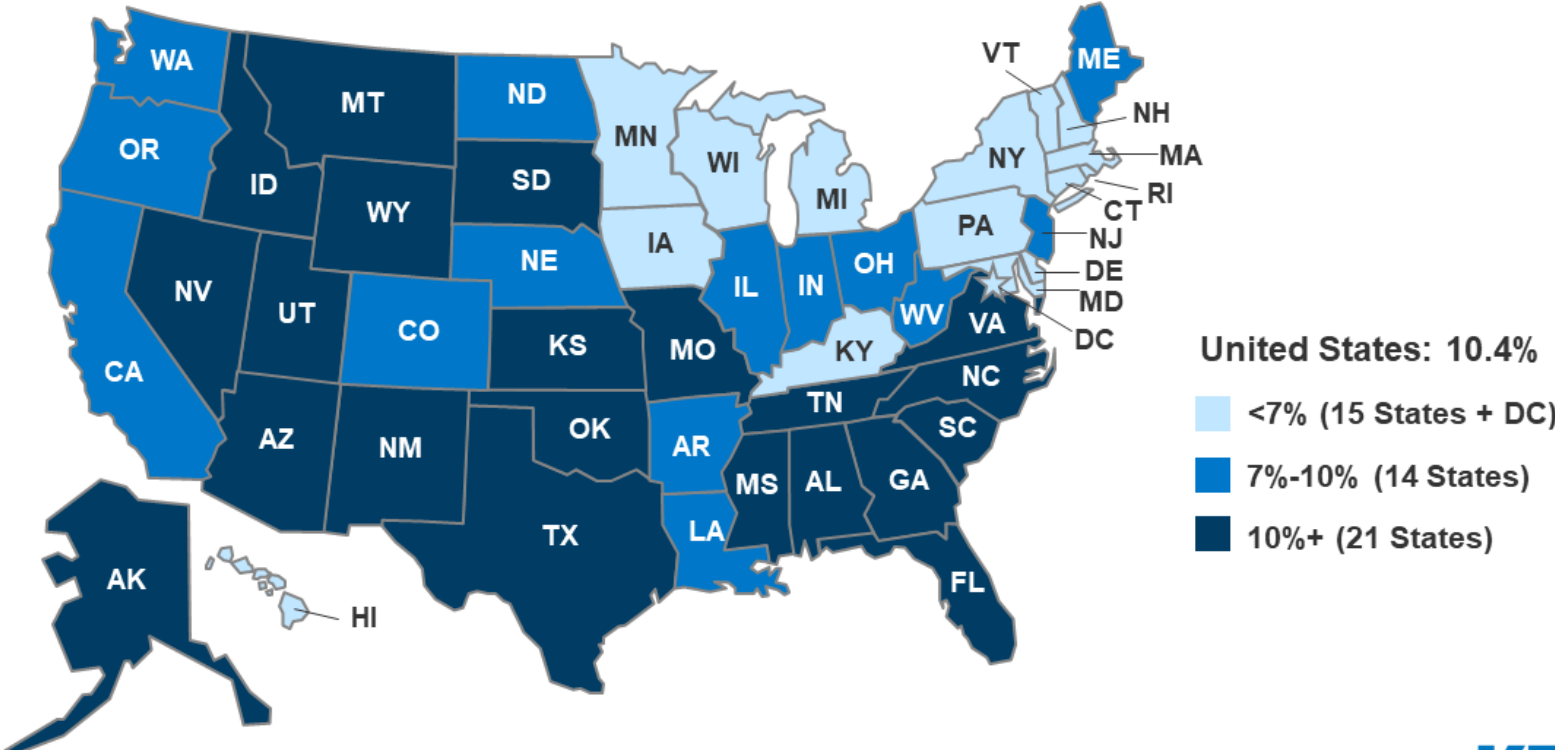 WA
MT
ND
MN
VT
ME
NH
OR
ID
SD
WI
NY
MA
WY
MI
RI
CT
PA
NJ
IA
NE
OH
DE
NV
IL
IN
MD
UT
CO
WV
VA
DC
KS
MO
KY
CA
NC
TN
AZ
NM
OK
AR
SC
MS
AL
GA
TX
LA
AK
FL
HI
United States: 10.4%
<7% (15 States + DC)
7%-10% (14 States)
10%+ (21 States)